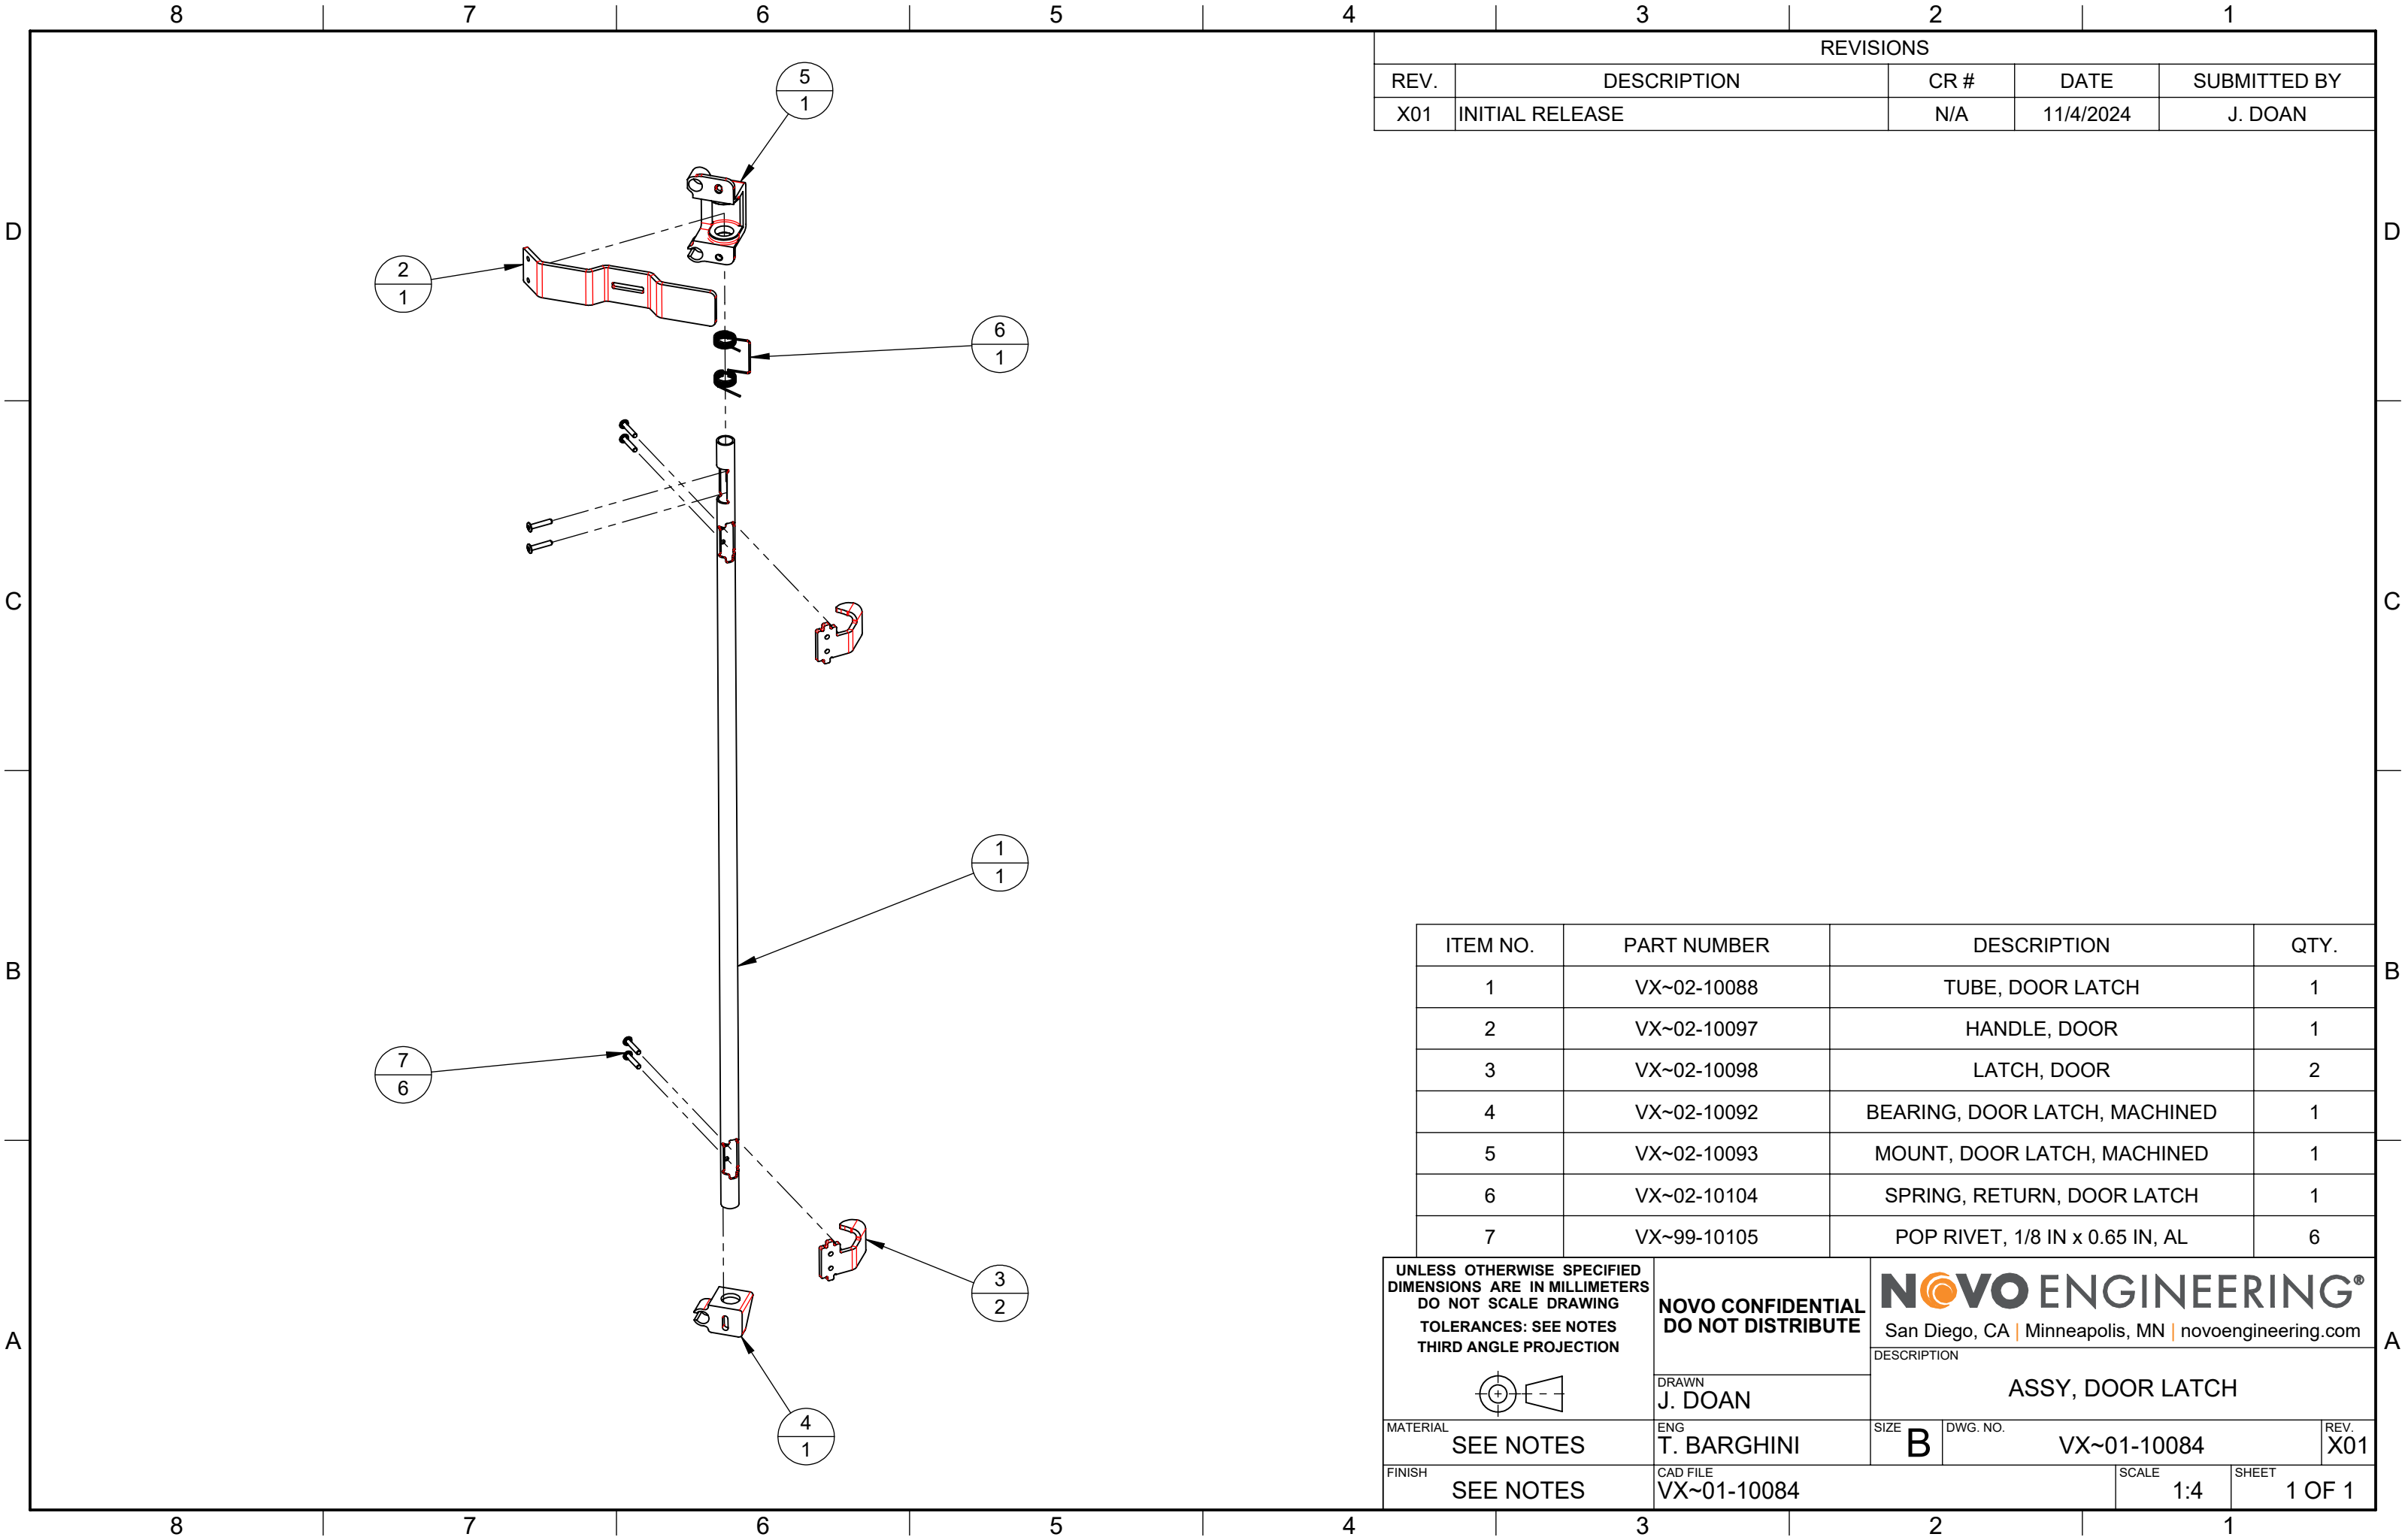 8 7 6 5 4 3 2 1
REVISIONS
REV. DESCRIPTION CR # DATE SUBMITTED BY
X01 INITIAL RELEASE N/A 11/4/2024 J. DOAN
5
1
D D
2
1
6
1
C C
1
1
B B
7
6
3
2
A A
4
1
ITEM NO. PART NUMBER DESCRIPTION QTY.
1 VX~02-10088 TUBE, DOOR LATCH 1
2 VX~02-10097 HANDLE, DOOR 1
3 VX~02-10098 LATCH, DOOR 2
4 VX~02-10092 BEARING, DOOR LATCH, MACHINED 1
5 VX~02-10093 MOUNT, DOOR LATCH, MACHINED 1
6 VX~02-10104 SPRING, RETURN, DOOR LATCH 1
7 VX~99-10105 POP RIVET, 1/8 IN x 0.65 IN, AL 6
UNLESS OTHERWISE SPECIFIED
DIMENSIONS ARE IN MILLIMETERS
DO NOT SCALE DRAWING
TOLERANCES: SEE NOTES
THIRD ANGLE PROJECTION
NOVO CONFIDENTIAL
DO NOT DISTRIBUTE
NOVO ENGINEERING®
San Diego, CA | Minneapolis, MN | novoengineering.com
DESCRIPTION
ASSY, DOOR LATCH
DRAWN
J. DOAN
MATERIAL
SEE NOTES
ENG
T. BARGHINI
SIZE
B
DWG. NO.
VX~01-10084
REV.
X01
FINISH
SEE NOTES
CAD FILE
VX~01-10084
SCALE
1:4
SHEET
1 OF 1
8 7 6 5 4 3 2 1